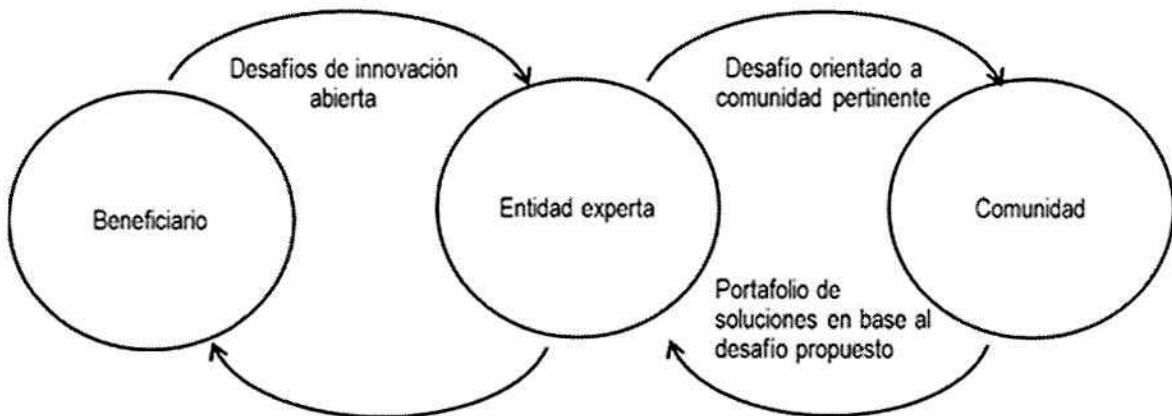 Desafíos de innovación
abierta
Desafío orientado a
comunidad pertinente
Beneficiario
Entidad experta
Comunidad
Portafolio de
soluciones en base al
desafío propuesto